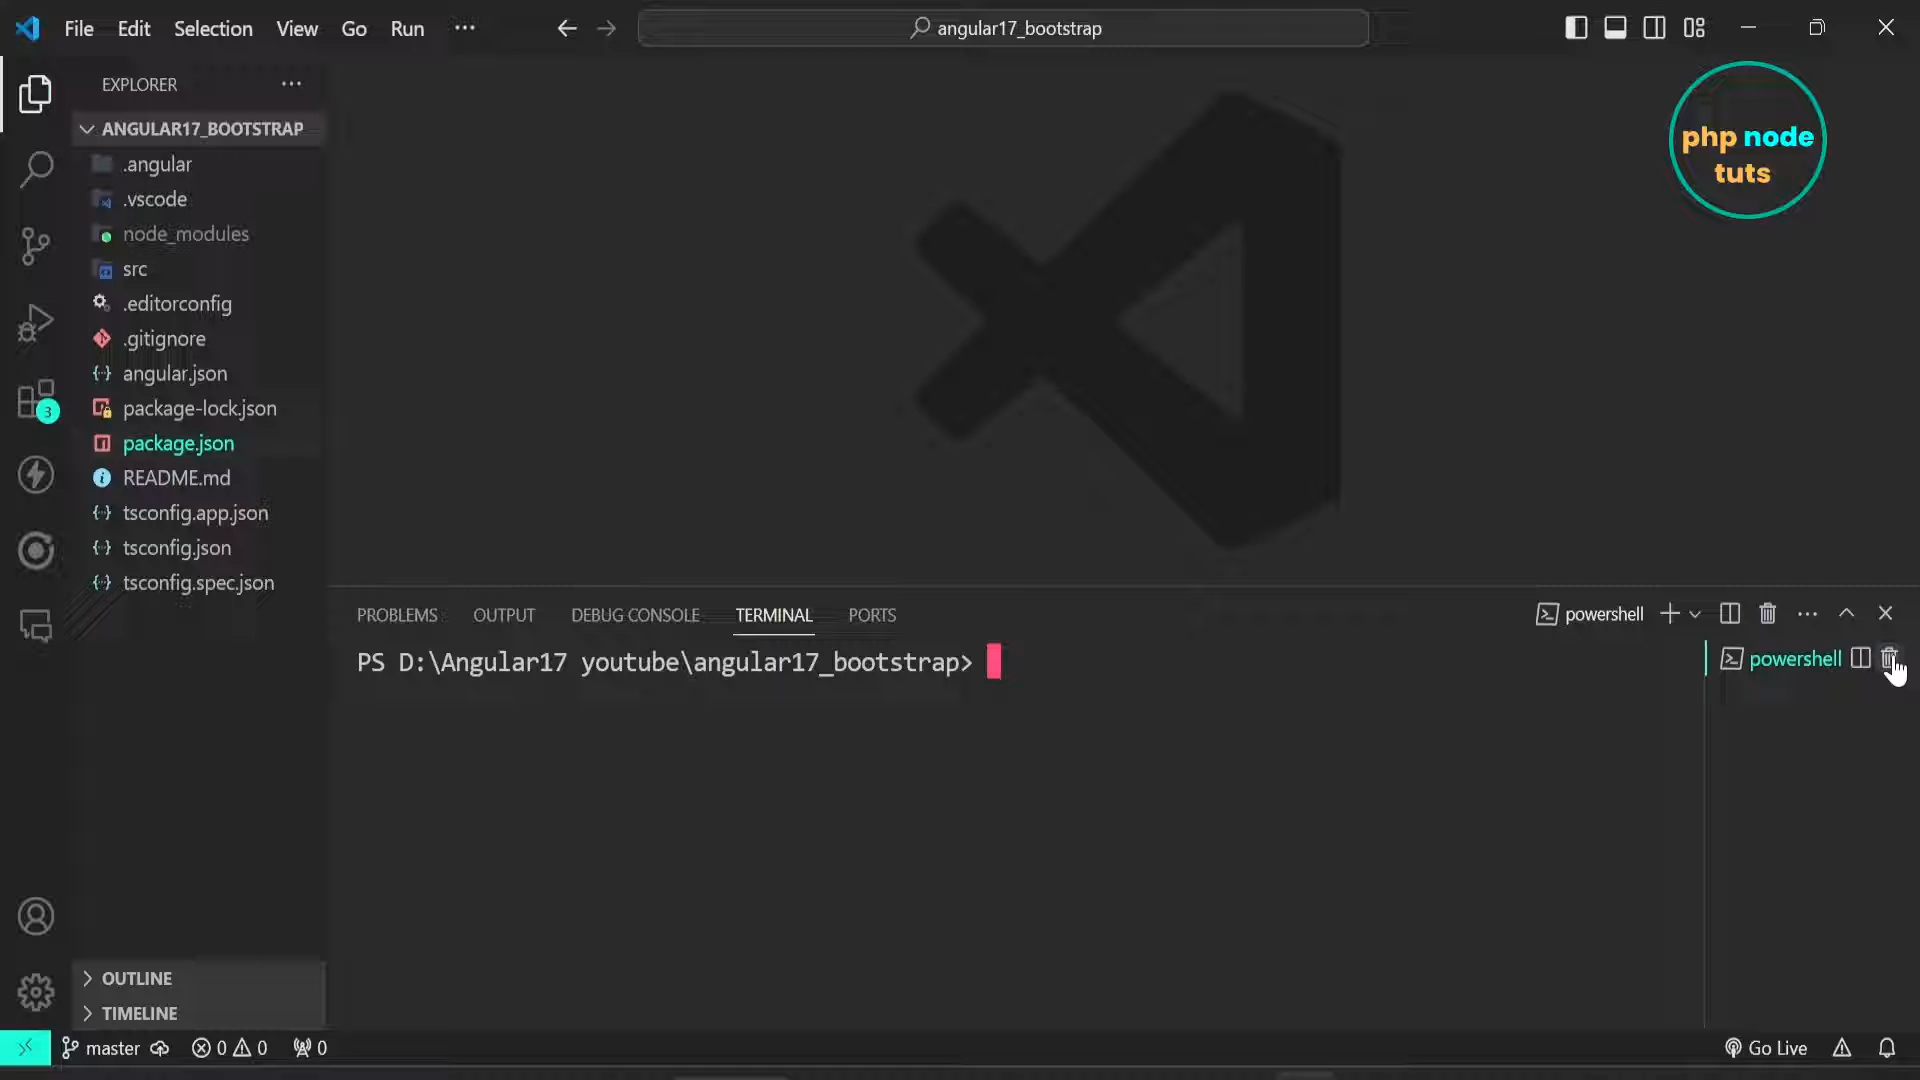 File Edit Selection View Go Run ···
angular17_bootstrap
EXPLORER
ANGULAR17_BOOTSTRAP
.angular
.vscode
node_modules
src
.editorconfig
.gitignore
angular.json
package-lock.json
package.json
README.md
tsconfig.app.json
tsconfig.json
tsconfig.spec.json
3
php node
tuts
PROBLEMS OUTPUT DEBUG CONSOLE TERMINAL PORTS
powershell
PS D:\Angular17 youtube\angular17_bootstrap>
powershell
OUTLINE
TIMELINE
master 0 0 0
Go Live